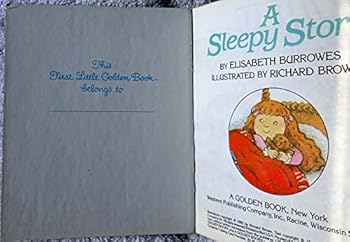 This
First Little Golden Book
belongs to
A
Sleepy Stor
BY ELISABETH BURROWES
ILLUSTRATED BY RICHARD BROW
A GOLDEN BOOK, New York
Western Publishing Company, Inc., Racine, Wisconsin 5